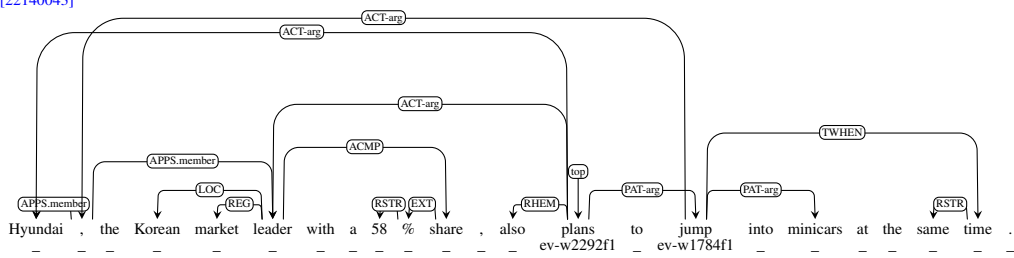 [22140045]
ACT-arg
ACT-arg
ACT-arg
TWHEN
ACMP
APPS.member
top
LOC
PAT-arg
PAT-arg
APPS.member
REG
RSTR
EXT
RHEM
RSTR
Hyundai , the Korean market leader with a 58 % share , also plans to jump into minicars at the same time .
_ _ _ _ _ _ _ _ _ _ _ _ _ ev-w2292f1 _ ev-w1784f1 _ _ _ _ _ _ _